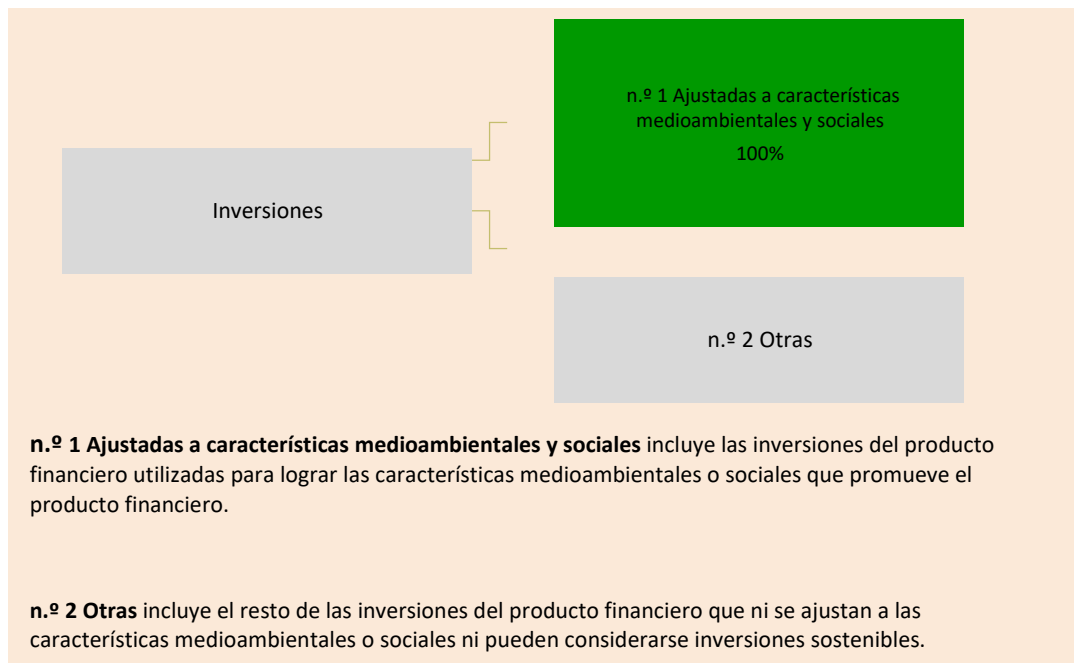 n.º 1 Ajustadas a características
medioambientales y sociales
100%
Inversiones
n.º 2 Otras
n.º 1 Ajustadas a características medioambientales y sociales incluye las inversiones del producto
financiero utilizadas para lograr las características medioambientales o sociales que promueve el
producto financiero.
n.º 2 Otras incluye el resto de las inversiones del producto financiero que ni se ajustan a las
características medioambientales o sociales ni pueden considerarse inversiones sostenibles.